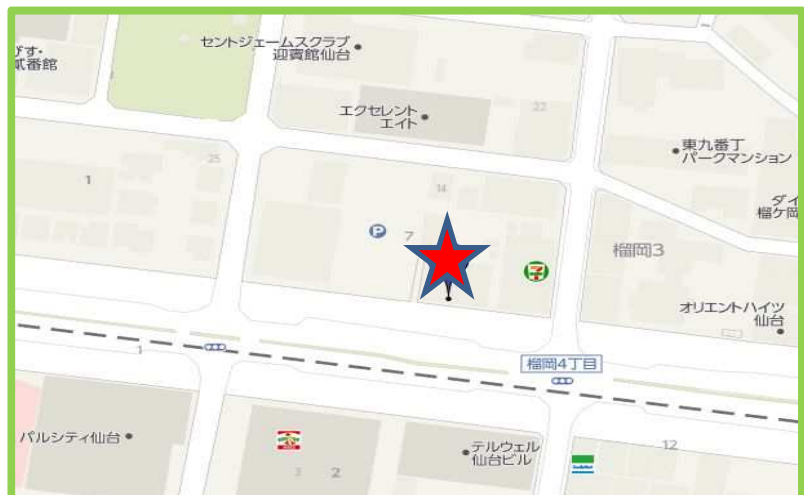 セントジェームスクラブ
迎賓館仙台
びす・
貮番館
エクセレント
エイト
22
東九番丁
パークマンション
25
1
14
ダイ
榴ケ岡
P
7
榴岡3
オリエントハイツ
仙台
榴岡4丁目
1
パルシティ仙台
テルウェル
仙台ビル
12
3
2
FamilyMart